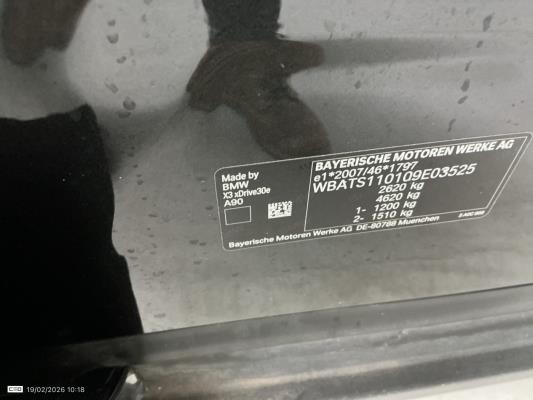 Made by
BMW
X3 xDrive30e
A90
BAYERISCHE MOTOREN WERKE AG
e1*2007/46*1797
WBATS110109E03525
2620 kg
4620 kg
1- 1200 kg
2- 1510 kg
Bayerische Motoren Werke AG DE-80788 Muenchen
19/02/2026 10:18